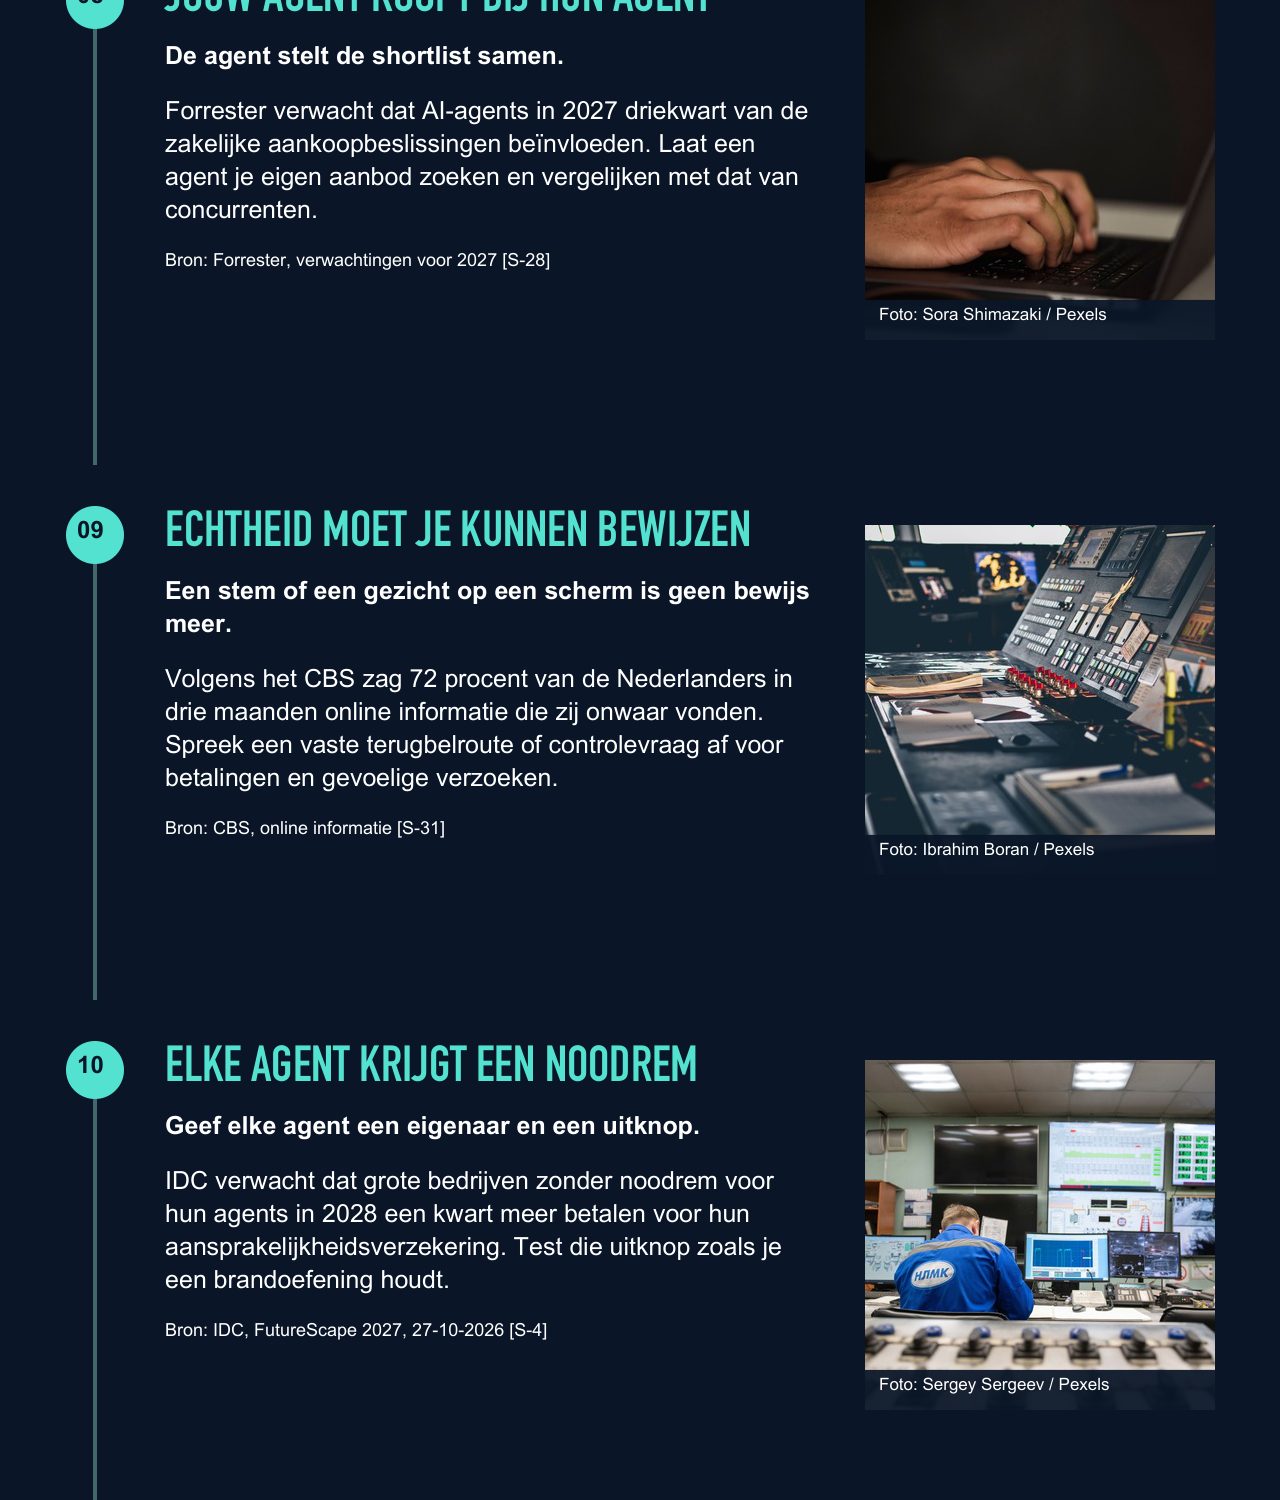 JOUW AGENT KOOPT BIJ HUN AGENT
De agent stelt de shortlist samen.
Forrester verwacht dat AI-agents in 2027 driekwart van de
zakelijke aankoopbeslissingen beïnvloeden. Laat een
agent je eigen aanbod zoeken en vergelijken met dat van
concurrenten.
Bron: Forrester, verwachtingen voor 2027 [S-28]
Foto: Sora Shimazaki / Pexels
09
ECHTHEID MOET JE KUNNEN BEWIJZEN
Een stem of een gezicht op een scherm is geen bewijs
meer.
Volgens het CBS zag 72 procent van de Nederlanders in
drie maanden online informatie die zij onwaar vonden.
Spreek een vaste terugbelroute of controlevraag af voor
betalingen en gevoelige verzoeken.
Bron: CBS, online informatie [S-31]
Foto: Ibrahim Boran / Pexels
10
ELKE AGENT KRIJGT EEN NOODREM
Geef elke agent een eigenaar en een uitknop.
IDC verwacht dat grote bedrijven zonder noodrem voor
hun agents in 2028 een kwart meer betalen voor hun
aansprakelijkheidsverzekering. Test die uitknop zoals je
een brandoefening houdt.
Bron: IDC, FutureScape 2027, 27-10-2026 [S-4]
НЛМК
Foto: Sergey Sergeev / Pexels